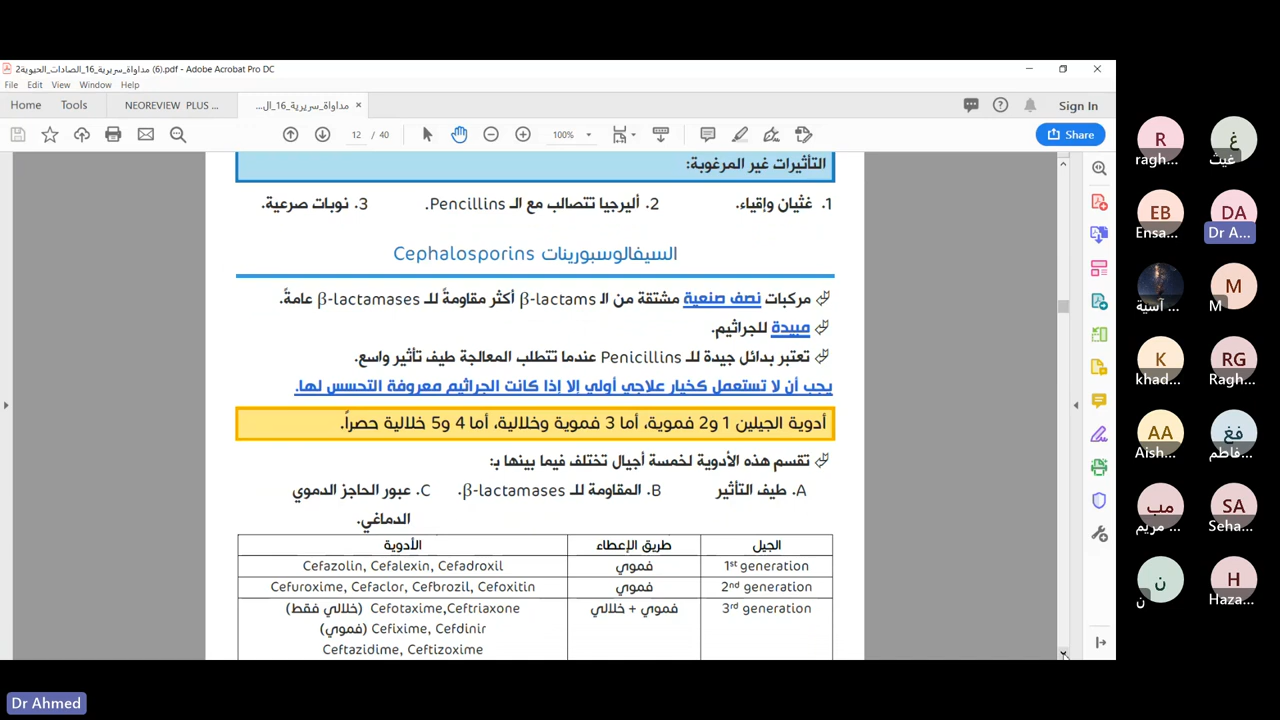 مداواة_سريرية_16_الصادات_الحيوية2 (6).pdf - Adobe Acrobat Pro DC
File Edit View Window Help
Home Tools NEOREVIEW PLUS ... مداواة_سريرية_16_ال... ×
12 / 40 100% Share
Sign In
التأثيرات غير المرغوبة:
1. غثيان وإقياء. 2. أليرجيا تتصالب مع الـ Pencillins. 3. نوبات صرعية.
السيفالوسبورينات Cephalosporins
مركبات نصف صنعية مشتقة من الـ β-lactams أكثر مقاومةً للـ β-lactamases عامةً.
مبيدة للجراثيم.
تعتبر بدائل جيدة للـ Penicillins عندما تتطلب المعالجة طيف تأثير واسع.
يجب أن لا تستعمل كخيار علاجي أولي إلا إذا كانت الجراثيم معروفة التحسس لها.
أدوية الجيلين 1 و2 فموية، أما 3 فموية وخلالية، أما 4 و5 خلالية حصراً.
تقسم هذه الأدوية لخمسة أجيال تختلف فيما بينها بـ:
A. طيف التأثير B. المقاومة للـ β-lactamases. C. عبور الحاجز الدموي
الدماغي.
الجيل طريق الإعطاء الأدوية
1st generation فموي Cefazolin, Cefalexin, Cefadroxil
2nd generation فموي Cefuroxime, Cefaclor, Cefbrozil, Cefoxitin
3rd generation فموي + خلالي Cefotaxime,Ceftriaxone (خلالي فقط)
Cefixime, Cefdinir (فموي)
Ceftazidime, Ceftizoxime
R غ
ragh... غيث
EB DA
Ensa... Dr A...
M
آسية ... M
K RG
khad... Ragh...
AA فغ
Aish... فاطم...
مب SA
مريم ... Seha...
ن H
ن Haza...
Dr Ahmed